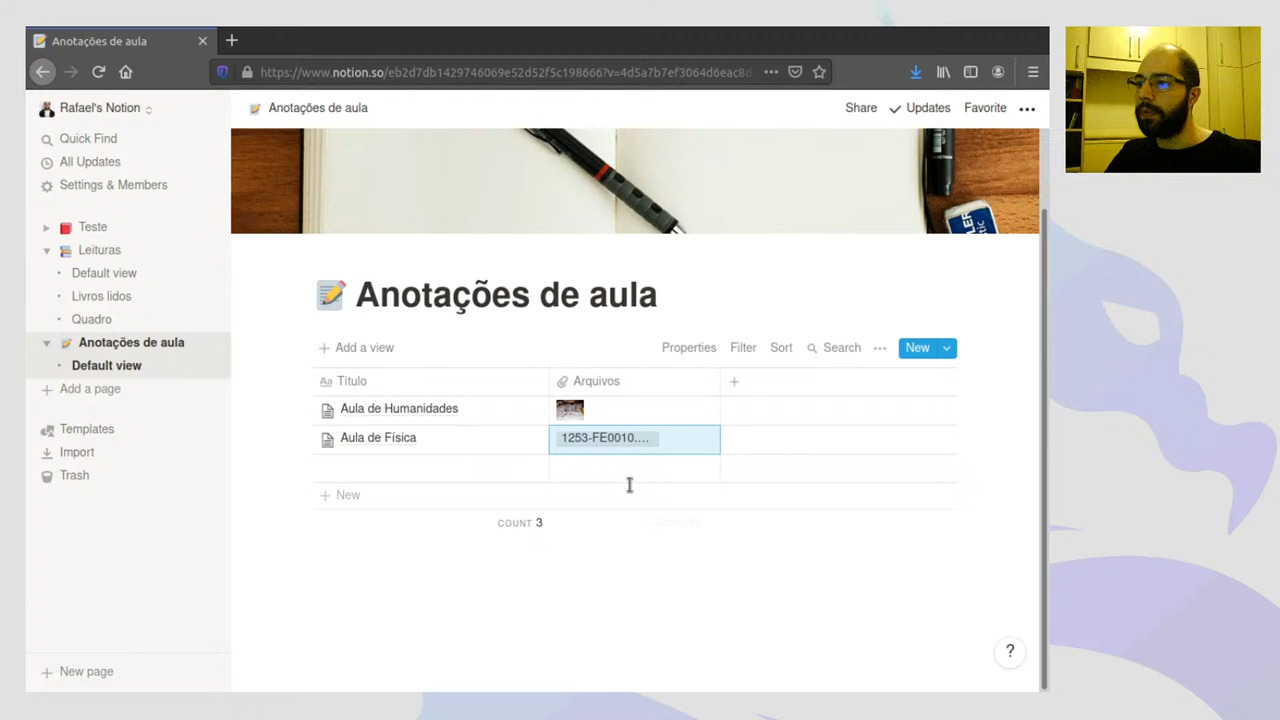 Anotações de aula
https://www.notion.so/eb2d7db1429746069e52d52f5c198666?v=4d5a7b7ef3064d6eac8d
Rafael's Notion
Anotações de aula
Share
Updates
Favorite
Quick Find
All Updates
Settings & Members
Teste
Leituras
Default view
Livros lidos
Quadro
Anotações de aula
Default view
Add a page
Templates
Import
Trash
New page
Anotações de aula
Add a view
Properties
Filter
Sort
Search
New
Aa Título
Arquivos
Aula de Humanidades
Aula de Física
1253-FE0010....
New
COUNT 3
?